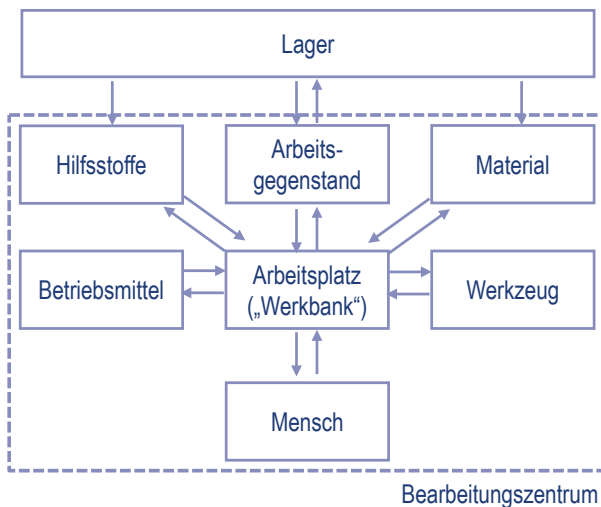 Lager
Hilfsstoffe
Arbeits-
gegenstand
Material
Betriebsmittel
Arbeitsplatz
(„Werkbank“)
Werkzeug
Mensch
Bearbeitungszentrum